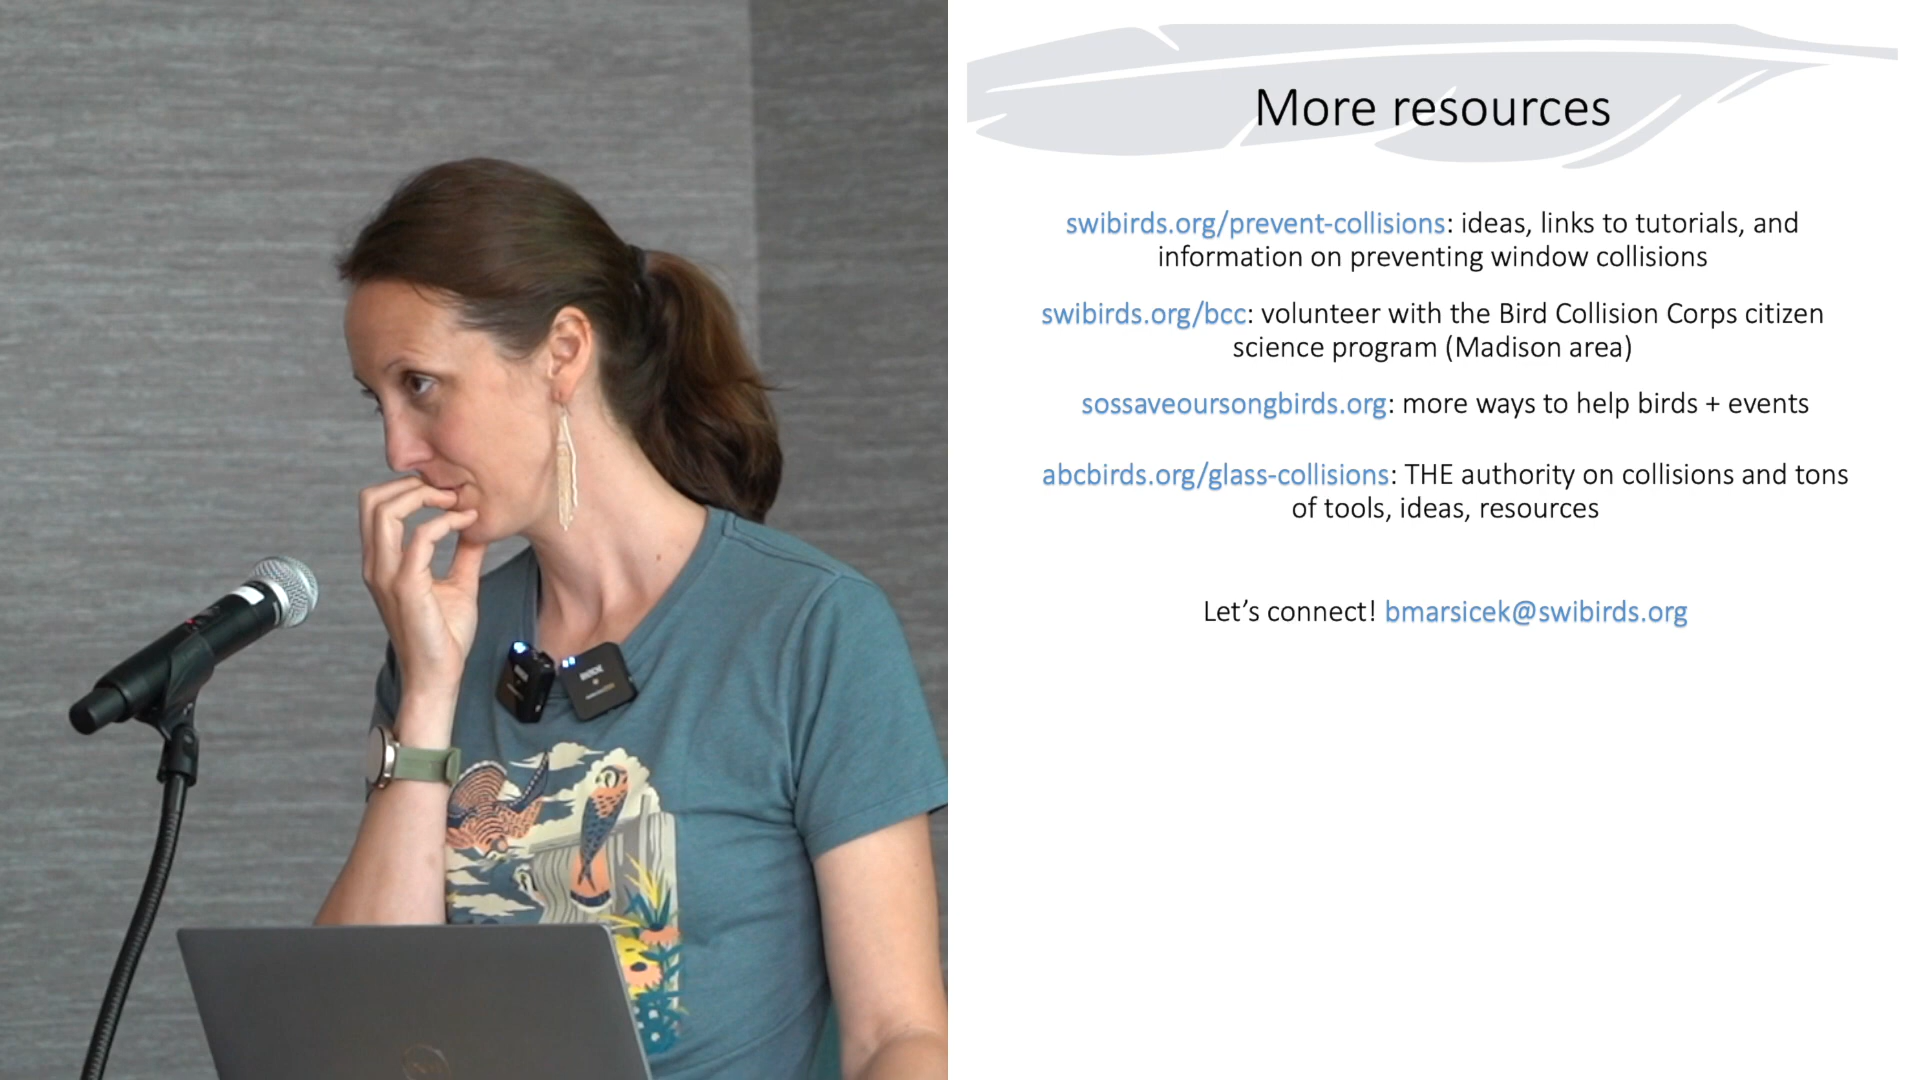 More resources
swibirds.org/prevent-collisions: ideas, links to tutorials, and
information on preventing window collisions
swibirds.org/bcc: volunteer with the Bird Collision Corps citizen
science program (Madison area)
sossaveoursongbirds.org: more ways to help birds + events
abcbirds.org/glass-collisions: THE authority on collisions and tons
of tools, ideas, resources
Let’s connect! bmarsicek@swibirds.org